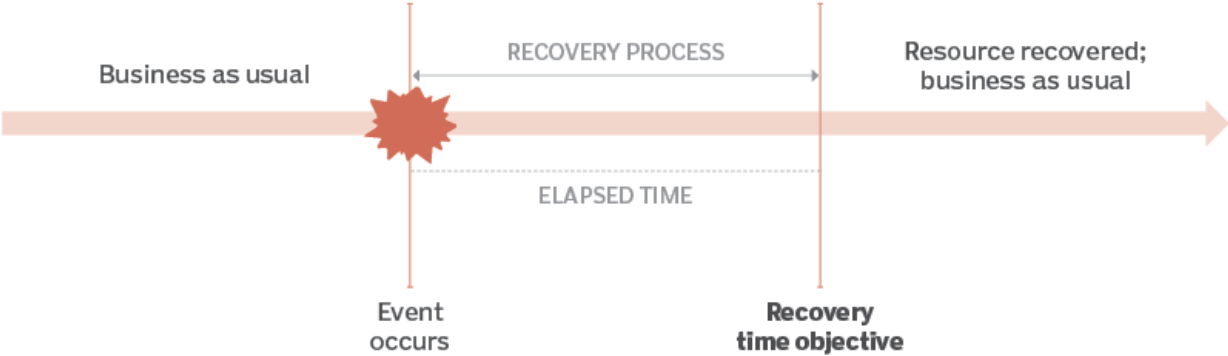 Business as usual
RECOVERY PROCESS
Resource recovered;
business as usual
ELAPSED TIME
Event
occurs
Recovery
time objective